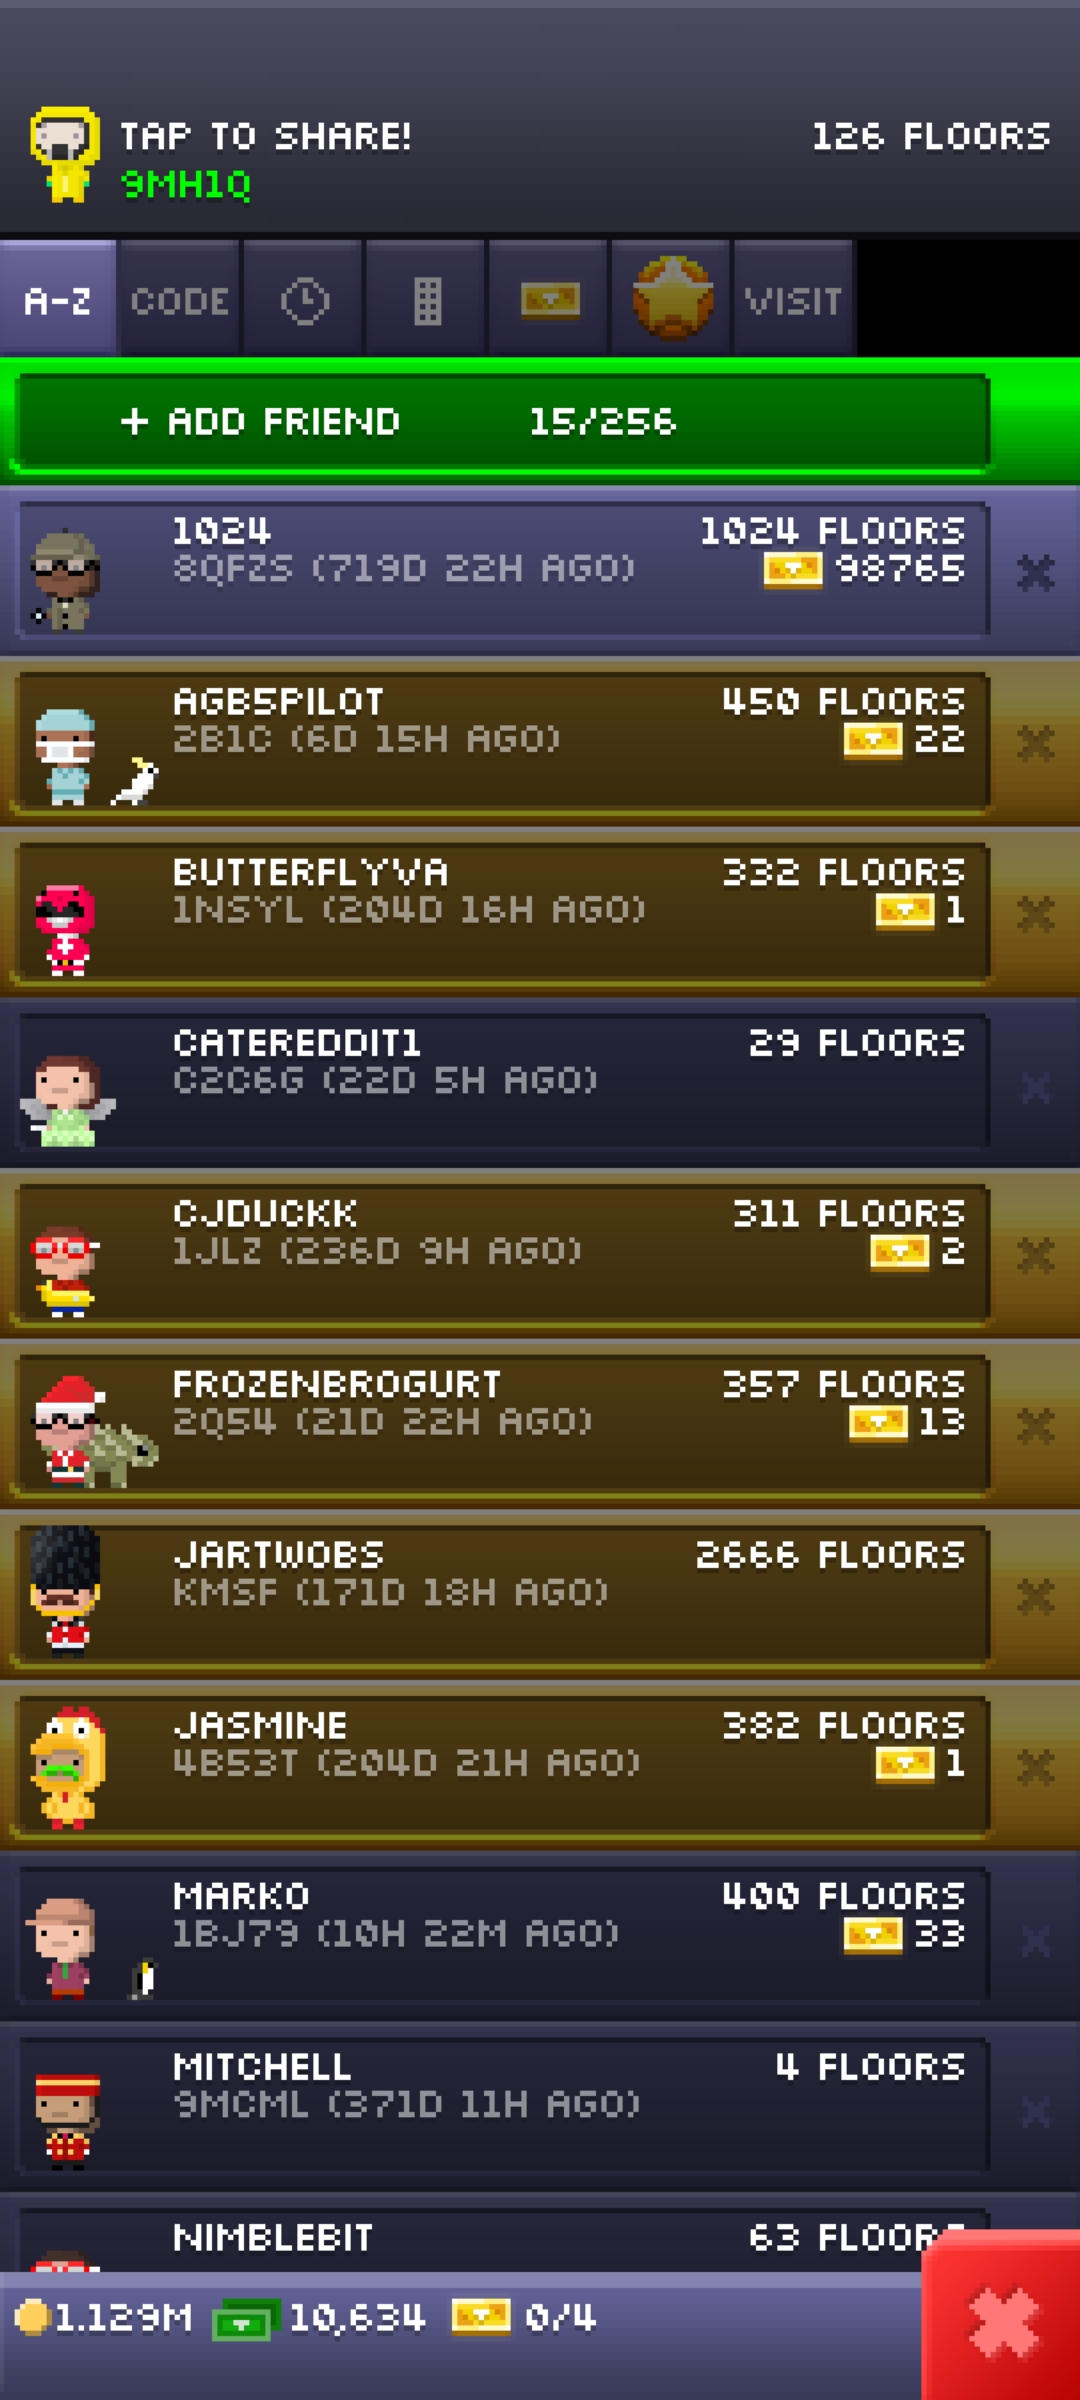 TAP TO SHARE!
126 FLOORS
9MH1Q
A-Z CODE VISIT
+ ADD FRIEND 15/256
1024 1024 FLOORS
8QFZS (719D 22H AGO) 98765
AGB5PILOT 450 FLOORS
2B1C (6D 15H AGO) 22
BUTTERFLYVA 332 FLOORS
1NSYL (204D 16H AGO) 1
CATEREDDIT1 29 FLOORS
C2C6G (22D 5H AGO)
CJDUCKK 311 FLOORS
1JLZ (236D 9H AGO) 2
FROZENBROGURT 357 FLOORS
2Q54 (21D 22H AGO) 13
JARTWOBS 2666 FLOORS
KMSF (171D 18H AGO)
JASMINE 382 FLOORS
4B53T (204D 21H AGO) 1
MARKO 400 FLOORS
1BJ79 (10H 22M AGO) 33
MITCHELL 4 FLOORS
9MCML (371D 11H AGO)
NIMBLEBIT 63 FLOORS
1.129M 10,634 0/4